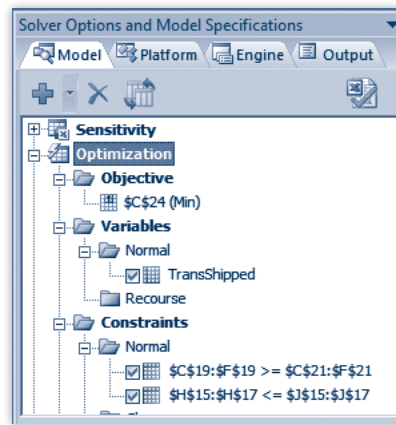 Solver Options and Model Specifications
Model Platform Engine Output
Sensitivity
Optimization
Objective
$C$24 (Min)
Variables
Normal
TransShipped
Recourse
Constraints
Normal
$C$19:$F$19 >= $C$21:$F$21
$H$15:$H$17 <= $J$15:$J$17